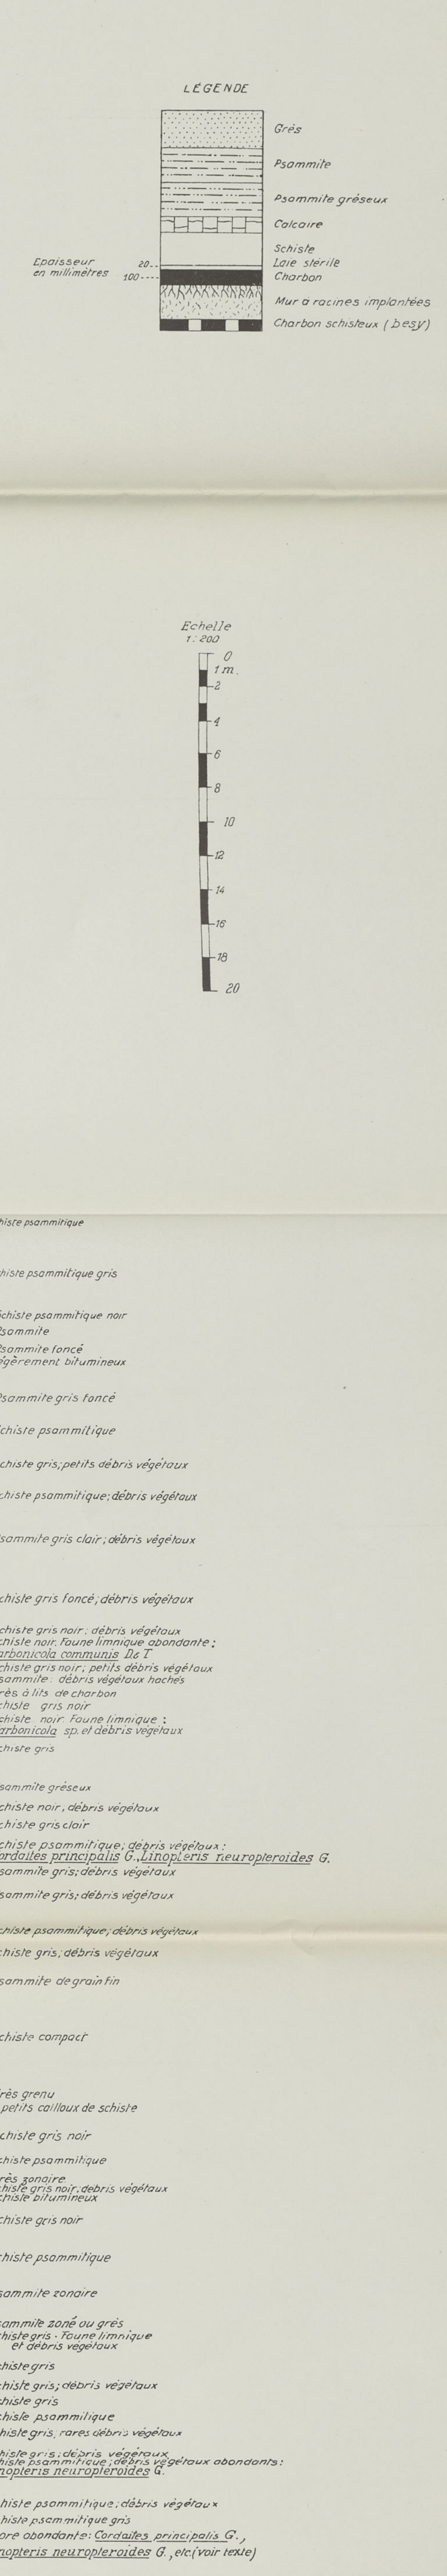 LÉGENDE
Grès
Psammite
Psammite gréseux
Calcaire
Schiste
Epaisseur
en millimètres
20
Laie stérile
100
Charbon
Mur à racines implantées
Charbon schisteux (besy)
Echelle
1:200
0
1 m.
2
4
6
8
10
12
14
16
18
20
histe psammitique
histe psammitique gris
chiste psammitique noir
Psammite
Psammite foncé
égèrement bitumineux
Psammite gris foncé
chiste psammitique
chiste gris; petits débris végétaux
chiste psammitique; débris végétaux
sammite gris clair; débris végétaux
chiste gris foncé; débris végétaux
chiste gris noir; débris végétaux
chiste noir. Faune limnique abondante:
arbonicola communis D& T
chiste gris noir; petits débris végétaux
sammite: débris végétaux hachés
rès à lits de charbon
chiste gris noir
chiste noir. Faune limnique:
arbonicola sp. et débris végétaux
chiste gris
sammite gréseux
chiste noir; débris végétaux
chiste gris clair
chiste psammitique; débris végétaux:
ordaites principalis G., Linopteris neuropteroides G.
sammite gris; débris végétaux
sammite gris; débris végétaux
chiste psammitique; débris végétaux
chiste gris; débris végétaux
sammite de grain fin
chiste compact
rès grenu
petits cailloux de schiste
chiste gris noir
chiste psammitique
rès zonaire
chiste gris noir. debris végétaux
chiste bitumineux
chiste gris noir
histe psammitique
sammite zonaire
ammite zoné ou grès
chiste gris - Faune limnique
et débris végétaux
histe gris
chiste gris; débris végétaux
chiste gris
chiste psammitique
histe gris, rares débris végétaux
histe gris; débris végétaux
histe psammitique; débris végétaux abondants:
nopteris neuropteroides G.
histe psammitique; débris végétaux
histe psammitique gris
ore abondante: Cordaites principalis G.,
nopteris neuropteroides G., etc. (voir texte)